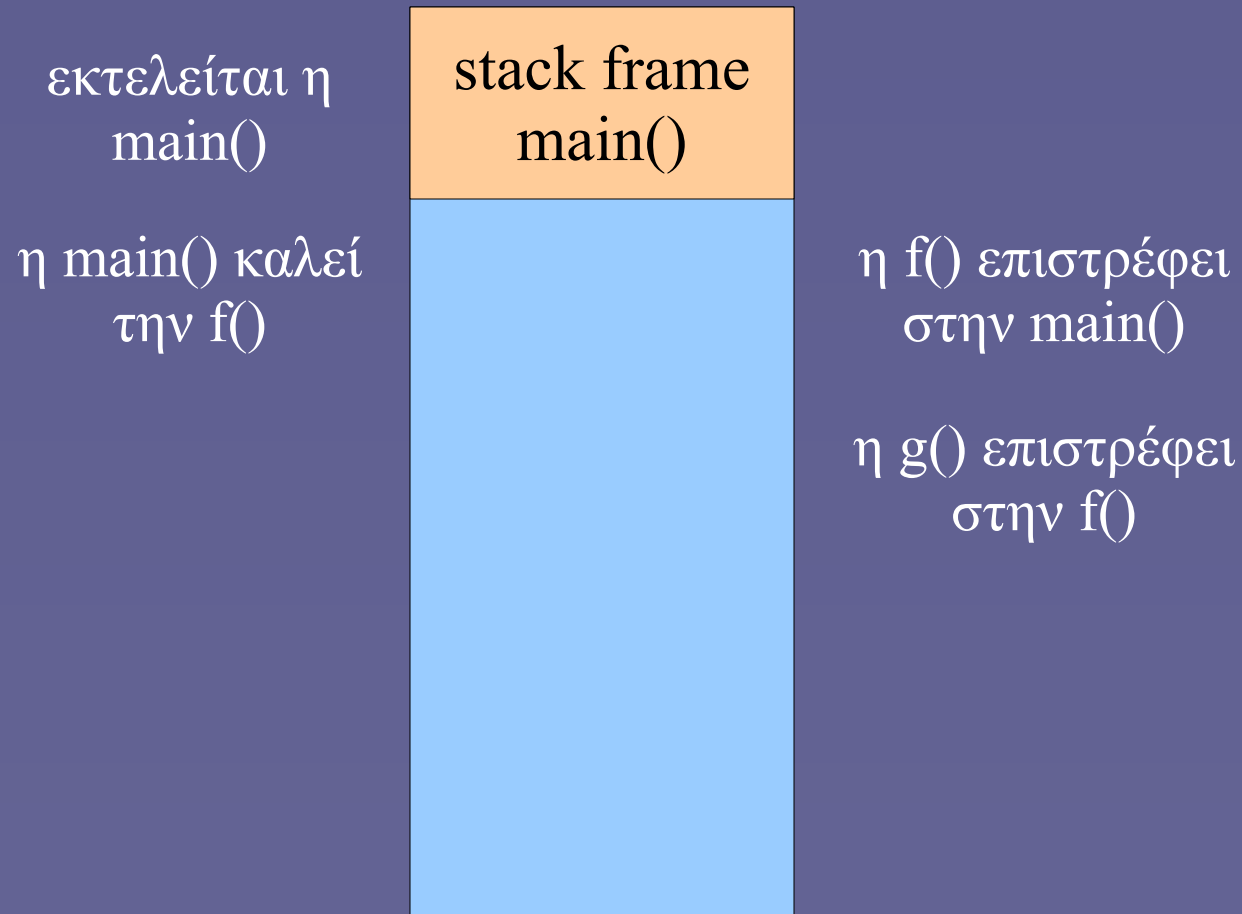 εκτελείται η
main()
η main() καλεί
την f()
stack frame
main()
η f() επιστρέφει
στην main()
η g() επιστρέφει
στην f()